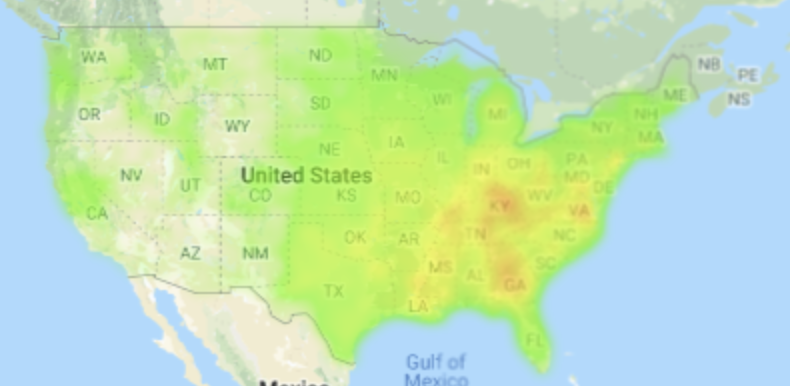 WA
MT
ND
MN
NB
PE
NS
ME
OR
ID
SD
WI
MI
NH
WY
NY
MA
NE
IA
IL
IN
OH
PA
NV
UT
United States
MD
DE
CO
KS
MO
KY
WV
VA
CA
OK
AR
TN
NC
AZ
NM
MS
AL
SC
TX
LA
GA
FL
Gulf of
Mexico
Mexico